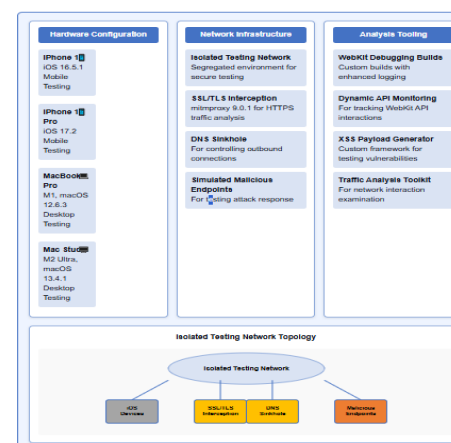 Hardware Configuration
iPhone 1
iOS 16.5.1
Mobile
Testing
iPhone 1
Pro
iOS 17.2
Mobile
Testing
MacBook
Pro
M1, macOS
12.6.3
Desktop
Testing
Mac
M2 Ultra,
macOS
13.4.1
Desktop
Testing
Network Infrastructure
Isolated Testing Network
Segregated environment for
secure testing
SSL/TLS Interception
mitmproxy 9.0.1 for HTTPS
traffic analysis
DNS Sinkhole
For controlling outbound
connections
Simulated Malicious
Endpoints
For testing attack response
Analysis Tooling
WebKit Debugging Builds
Custom builds with
enhanced logging
Dynamic API Monitoring
For tracking WebKit API
interactions
XSS Payload Generator
Custom framework for
testing vulnerabilities
Traffic Analysis Toolkit
For network interaction
examination
Isolated Testing Network Topology
Isolated Testing Network
iOS
Devices
SSL/TLS
Interception
DNS
Sinkhole
Malicious
Endpoints